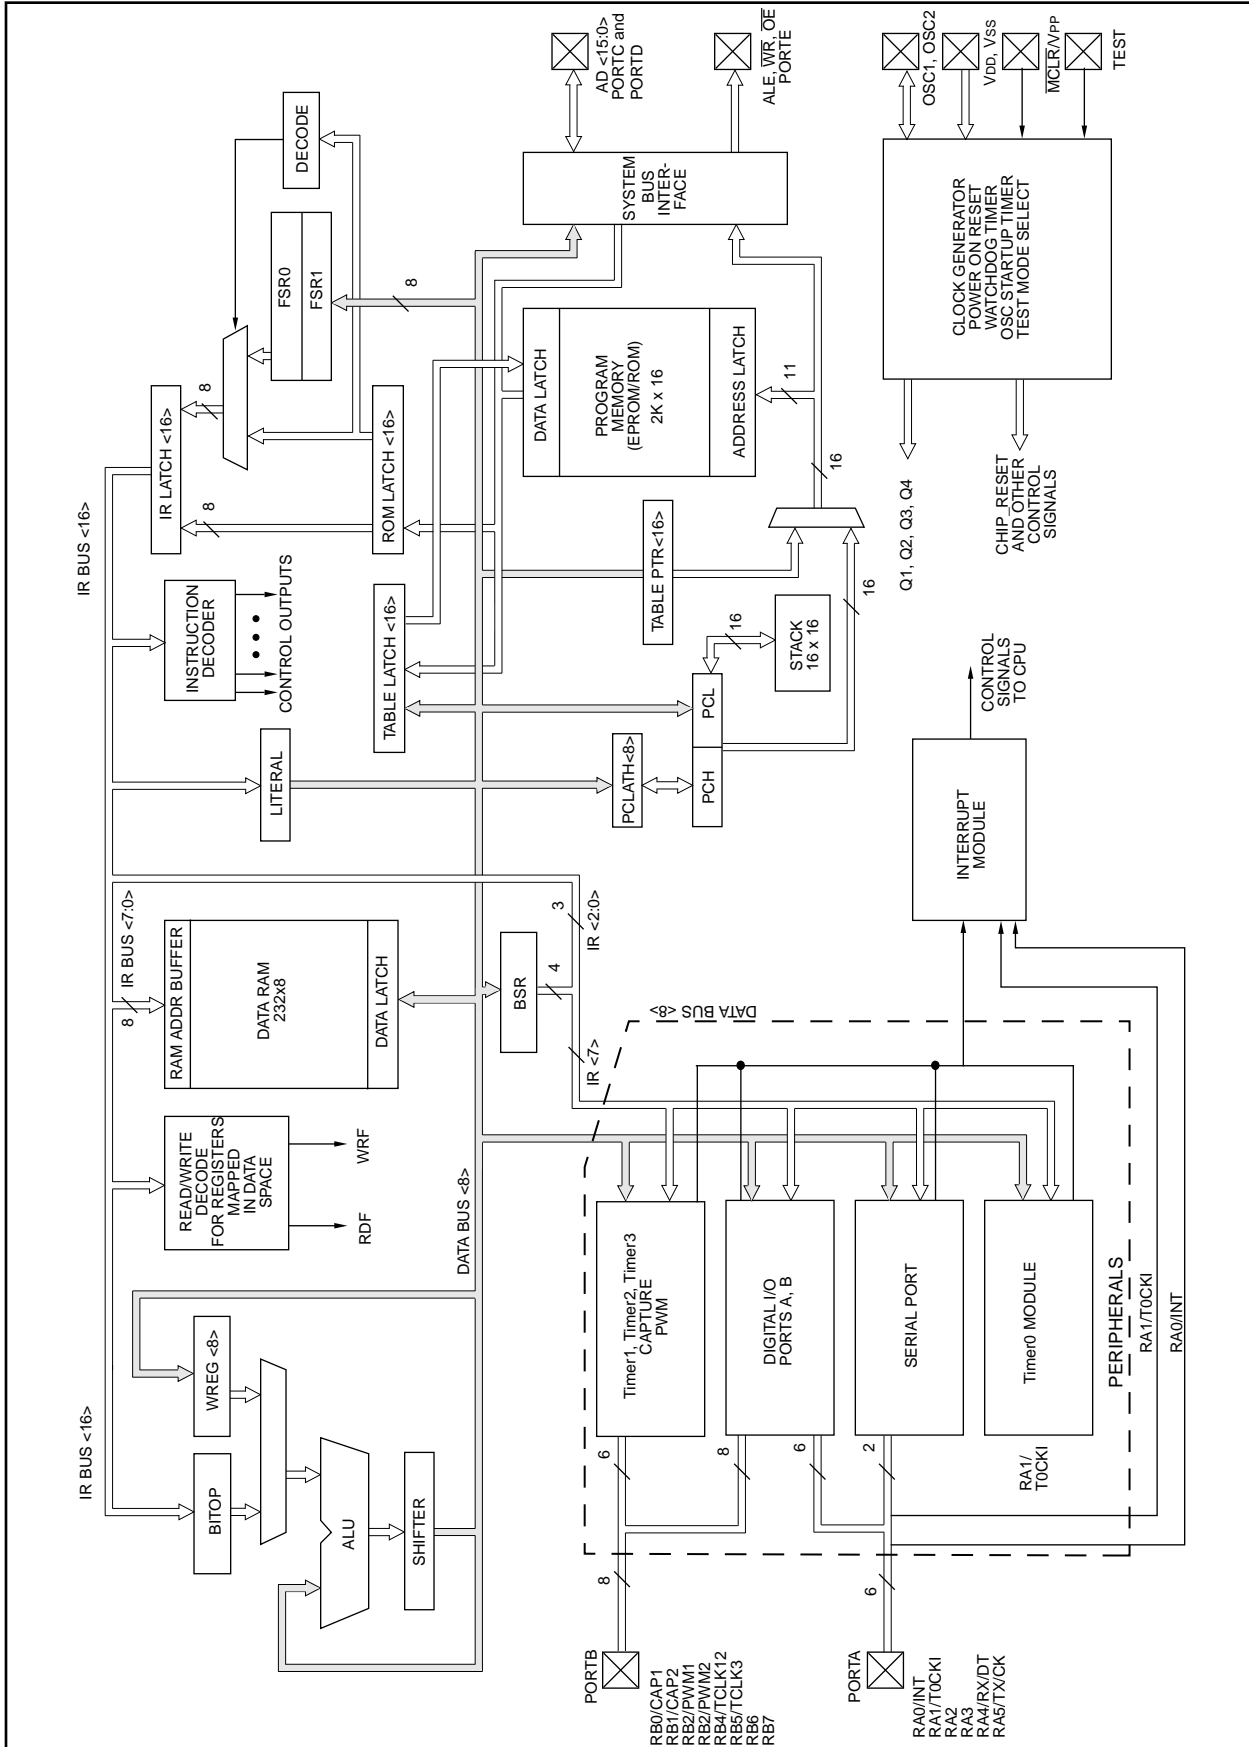 IR BUS <16>
BITOP
WREG <8>
ALU
SHIFTER
READ/WRITE
DECODE
FOR REGISTERS
MAPPED
IN DATA
SPACE
RDF
WRF
8
IR BUS <7:0>
RAM ADDR BUFFER
DATA RAM
232x8
DATA LATCH
LITERAL
INSTRUCTION
DECODER
CONTROL OUTPUTS
IR BUS <16>
IR LATCH <16>
8
8
ROM LATCH <16>
FSR0
FSR1
DECODE
8
TABLE LATCH <16>
DATA BUS <8>
BSR
4
3
IR <2:0>
IR <7>
PCLATH<8>
PCH
PCL
16
STACK
16 x 16
TABLE PTR<16>
16
16
DATA LATCH
PROGRAM
MEMORY
(EPROM/ROM)
2K x 16
ADDRESS LATCH
11
SYSTEM
BUS
INTER-
FACE
AD <15:0>
PORTC and
PORTD
ALE, WR, OE
PORTE
DATA BUS <8>
Timer1, Timer2, Timer3
CAPTURE
PWM
DIGITAL I/O
PORTS A, B
SERIAL PORT
Timer0 MODULE
PERIPHERALS
6
8
6
2
RA1/
T0CKI
8
6
PORTB
RB0/CAP1
RB1/CAP2
RB2/PWM1
RB2/PWM2
RB4/TCLK12
RB5/TCLK3
RB6
RB7
PORTA
RA0/INT
RA1/T0CKI
RA2
RA3
RA4/RX/DT
RA5/TX/CK
RA1/T0CKI
RA0/INT
INTERRUPT
MODULE
CONTROL
SIGNALS
TO CPU
Q1, Q2, Q3, Q4
CHIP_RESET
AND OTHER
CONTROL
SIGNALS
CLOCK GENERATOR
POWER ON RESET
WATCHDOG TIMER
OSC STARTUP TIMER
TEST MODE SELECT
OSC1, OSC2
VDD, VSS
MCLR/VPP
TEST